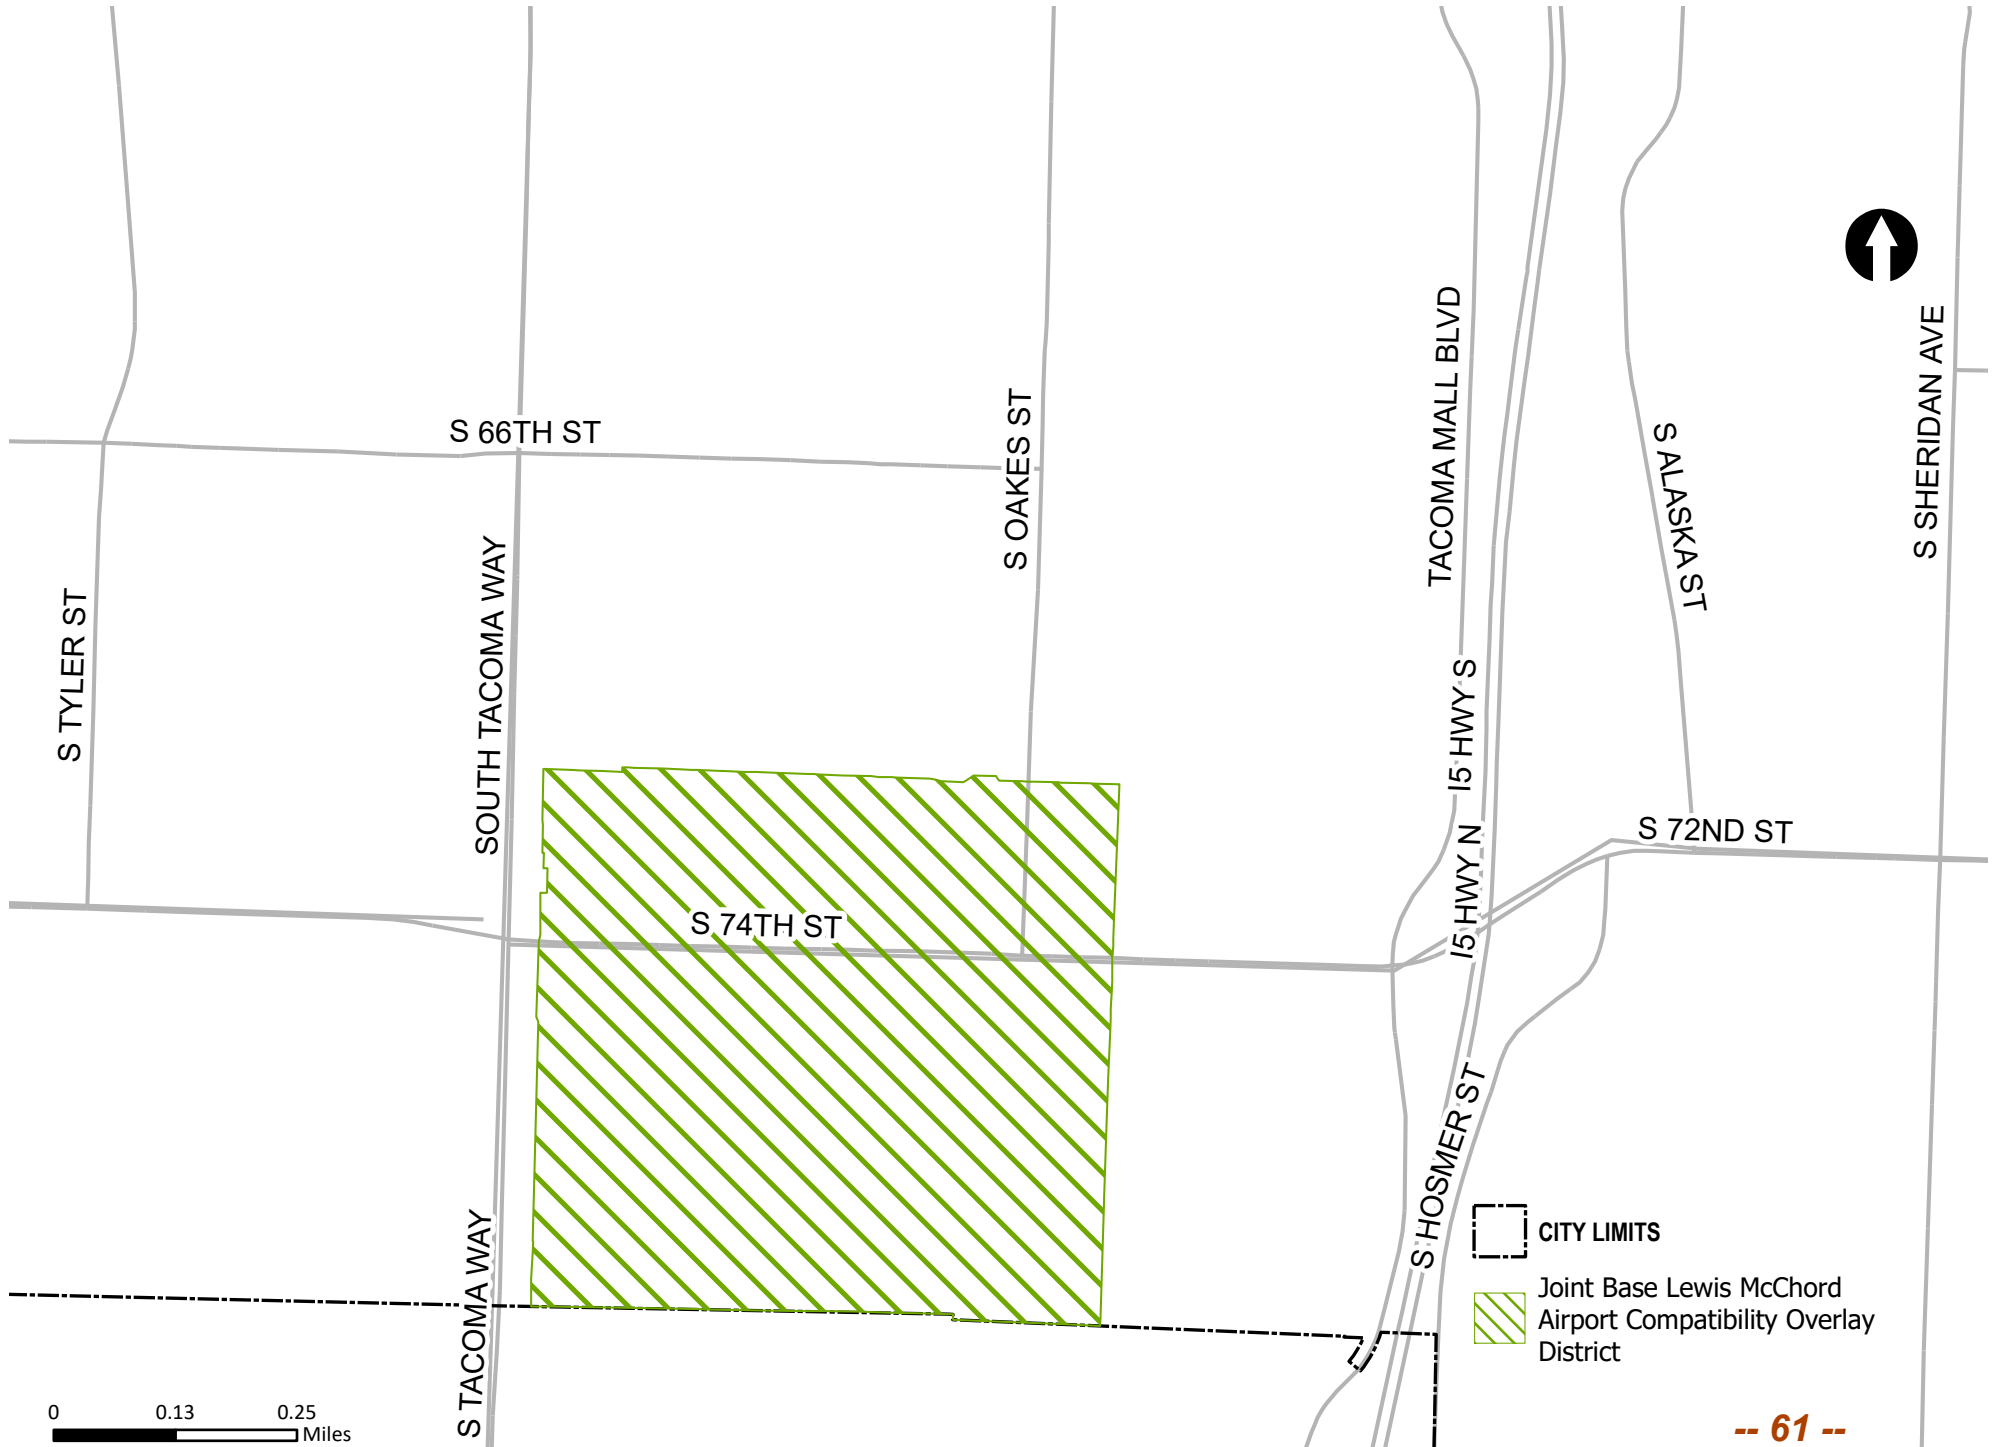 S 66TH ST
S OAKES ST
TACOMA MALL BLVD
S SHERIDAN AVE
S ALASKA ST
S TYLER ST
SOUTH TACOMA WAY
I5 HWY S
I5 HWY N
S 72ND ST
S 74TH ST
S HOSMER ST
S TACOMA WAY
CITY LIMITS
Joint Base Lewis McChord
Airport Compatibility Overlay
District
0 0.13 0.25
Miles
-- 61 --